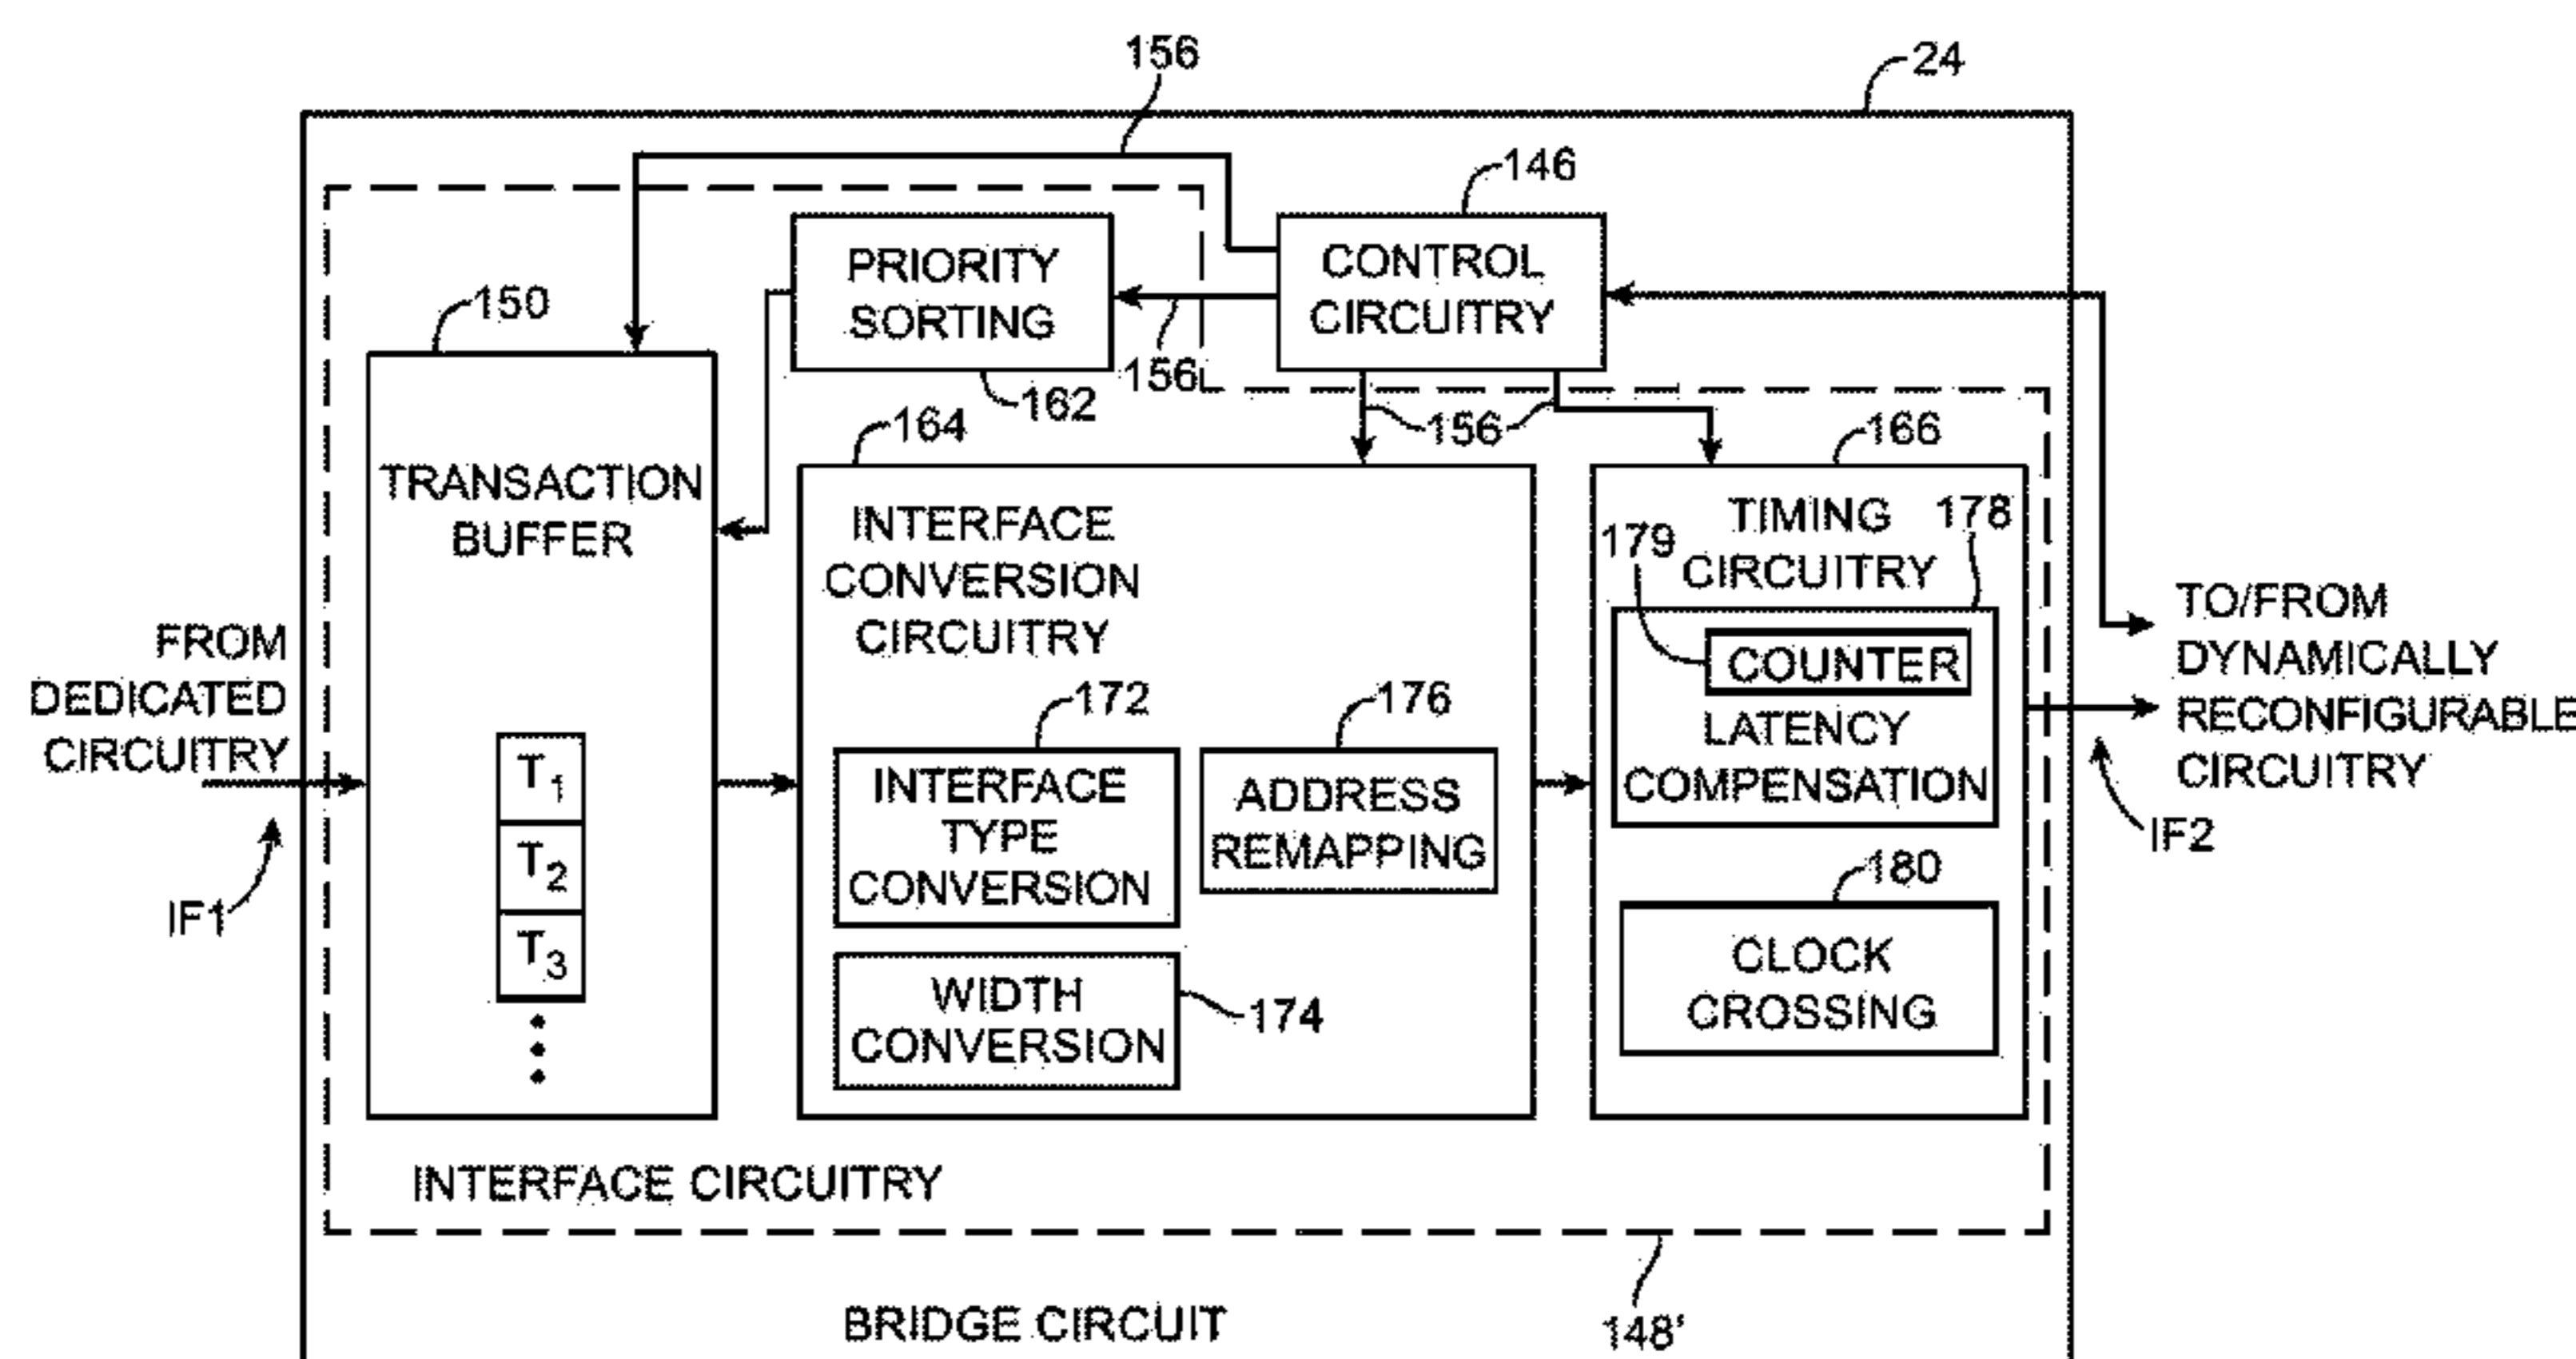 156
24
146
PRIORITY
SORTING
CONTROL
CIRCUITRY
150
156
162
156
164
166
TRANSACTION
BUFFER
INTERFACE
CONVERSION
CIRCUITRY
TIMING
CIRCUITRY
178
179
COUNTER
LATENCY
COMPENSATION
FROM
DEDICATED
CIRCUITRY
TO/FROM
DYNAMICALLY
RECONFIGURABLE
CIRCUITRY
172
176
T1
T2
T3
INTERFACE
TYPE
CONVERSION
ADDRESS
REMAPPING
IF1
IF2
180
WIDTH
CONVERSION
174
CLOCK
CROSSING
INTERFACE CIRCUITRY
BRIDGE CIRCUIT
148'